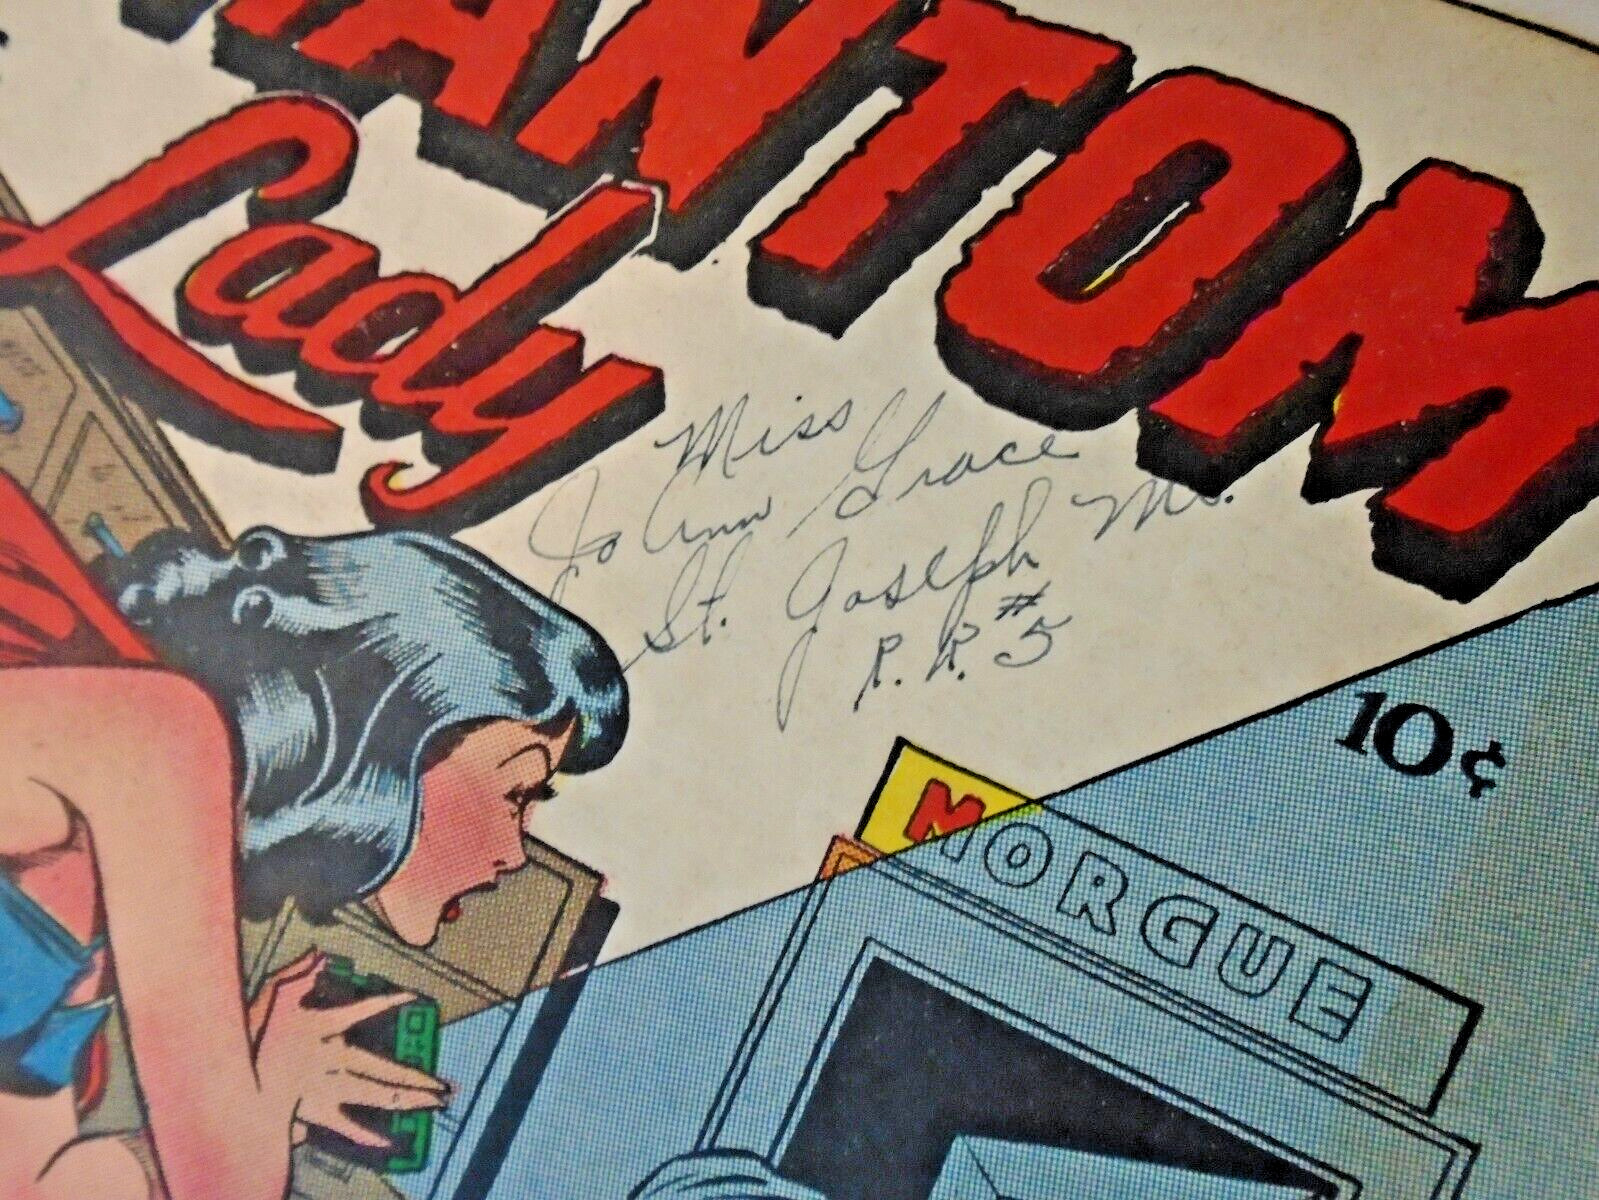 ANTOM
Lady
Miss
Jo Ann Grace
St. Joseph Mo.
R.R. #5
10¢
MORGUE